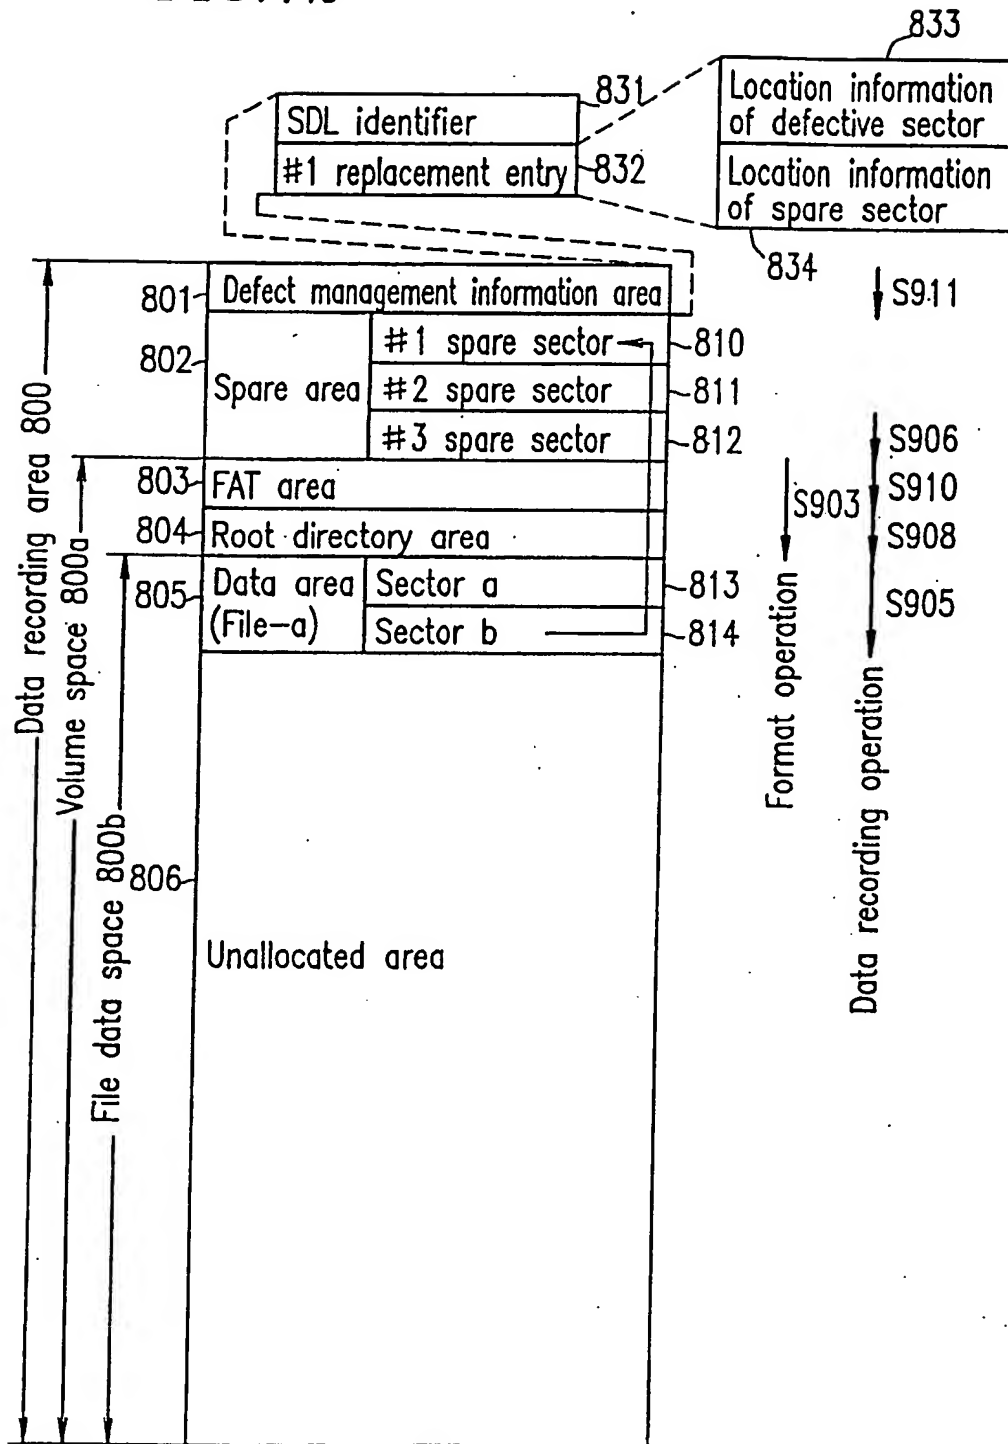 833
831
SDL identifier
#1 replacement entry
832
Location information
of defective sector
Location information
of spare sector
834
801
Defect management information area
802
Spare area
#1 spare sector
810
#2 spare sector
811
#3 spare sector
812
803
FAT area
804
Root directory area
805
Data area
(File-a)
Sector a
813
Sector b
814
806
Unallocated area
Data recording area 800
Volume space 800a
File data space 800b
S911
S906
S903
S910
S908
S905
Format operation
Data recording operation